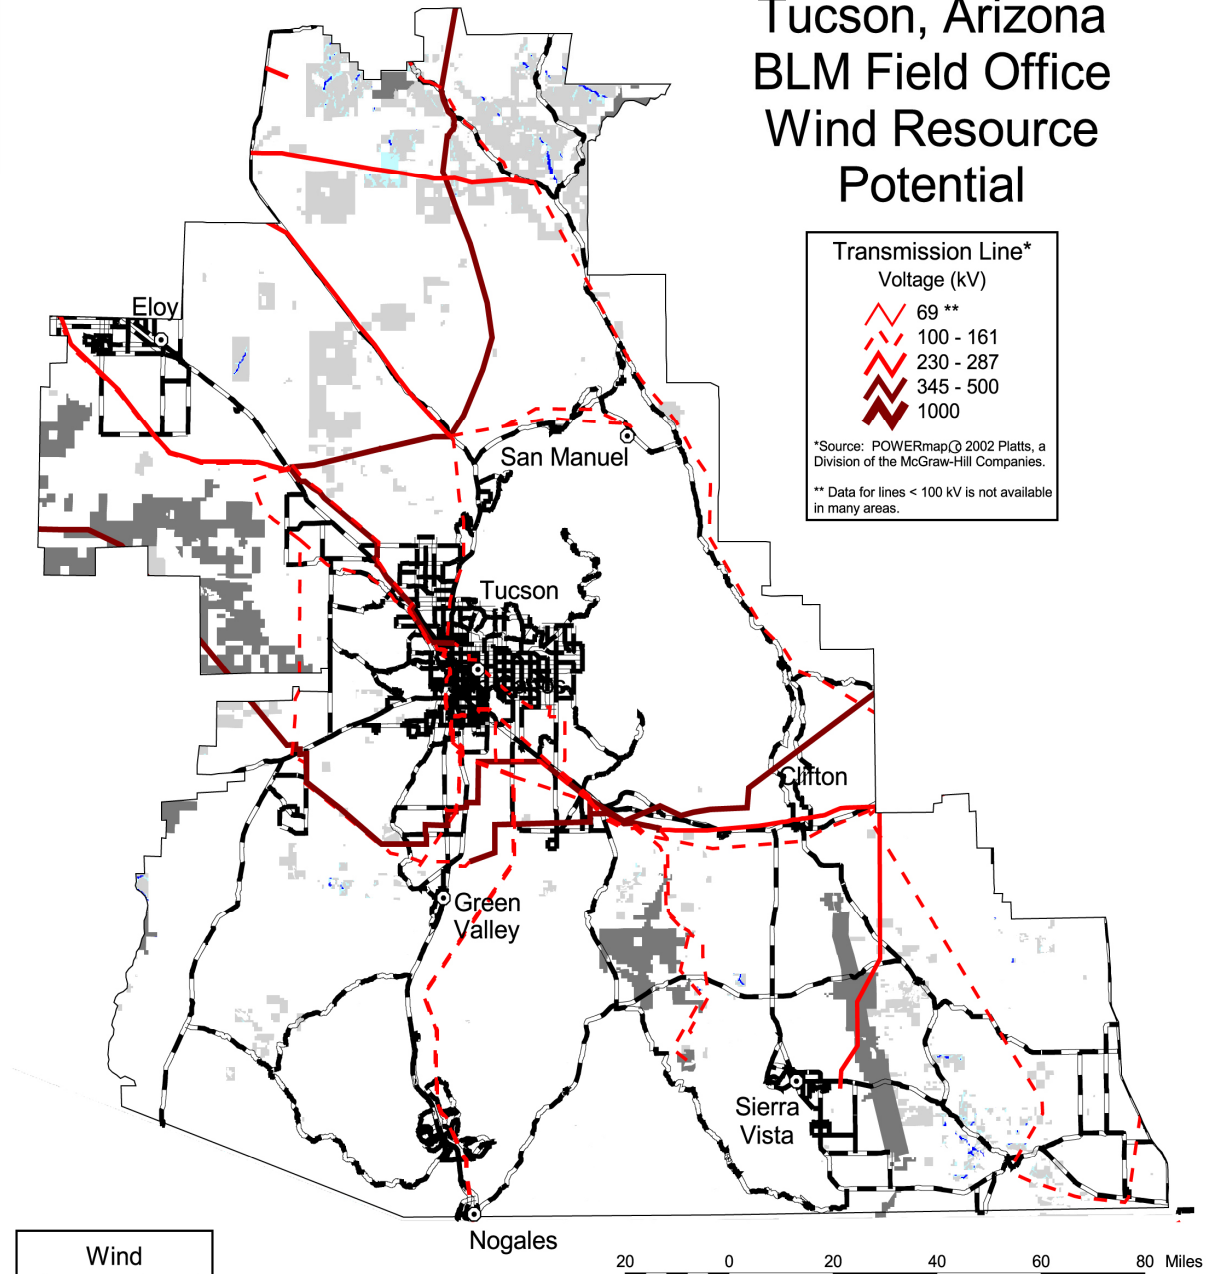 Tucson, Arizona
BLM Field Office
Wind Resource
Potential
Transmission Line*
Voltage (kV)
69 **
100 - 161
230 - 287
345 - 500
1000
*Source: POWERmap, © 2002 Platts, a
Division of the McGraw-Hill Companies.
** Data for lines < 100 kV is not available
in many areas.
Eloy
San Manuel
Tucson
Clifton
Green
Valley
Sierra
Vista
Nogales
Wind
20 0 20 40 60 80 Miles